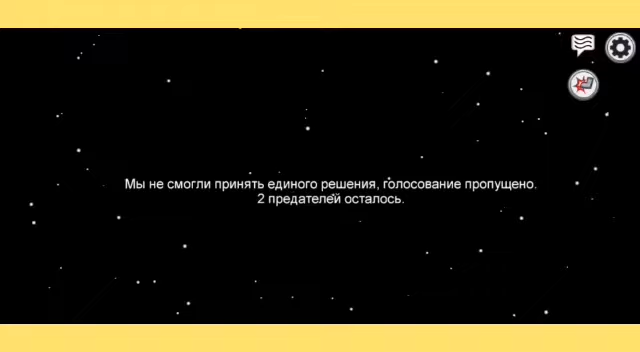 Мы не смогли принять единого решения, голосование пропущено.
2 предателей осталось.